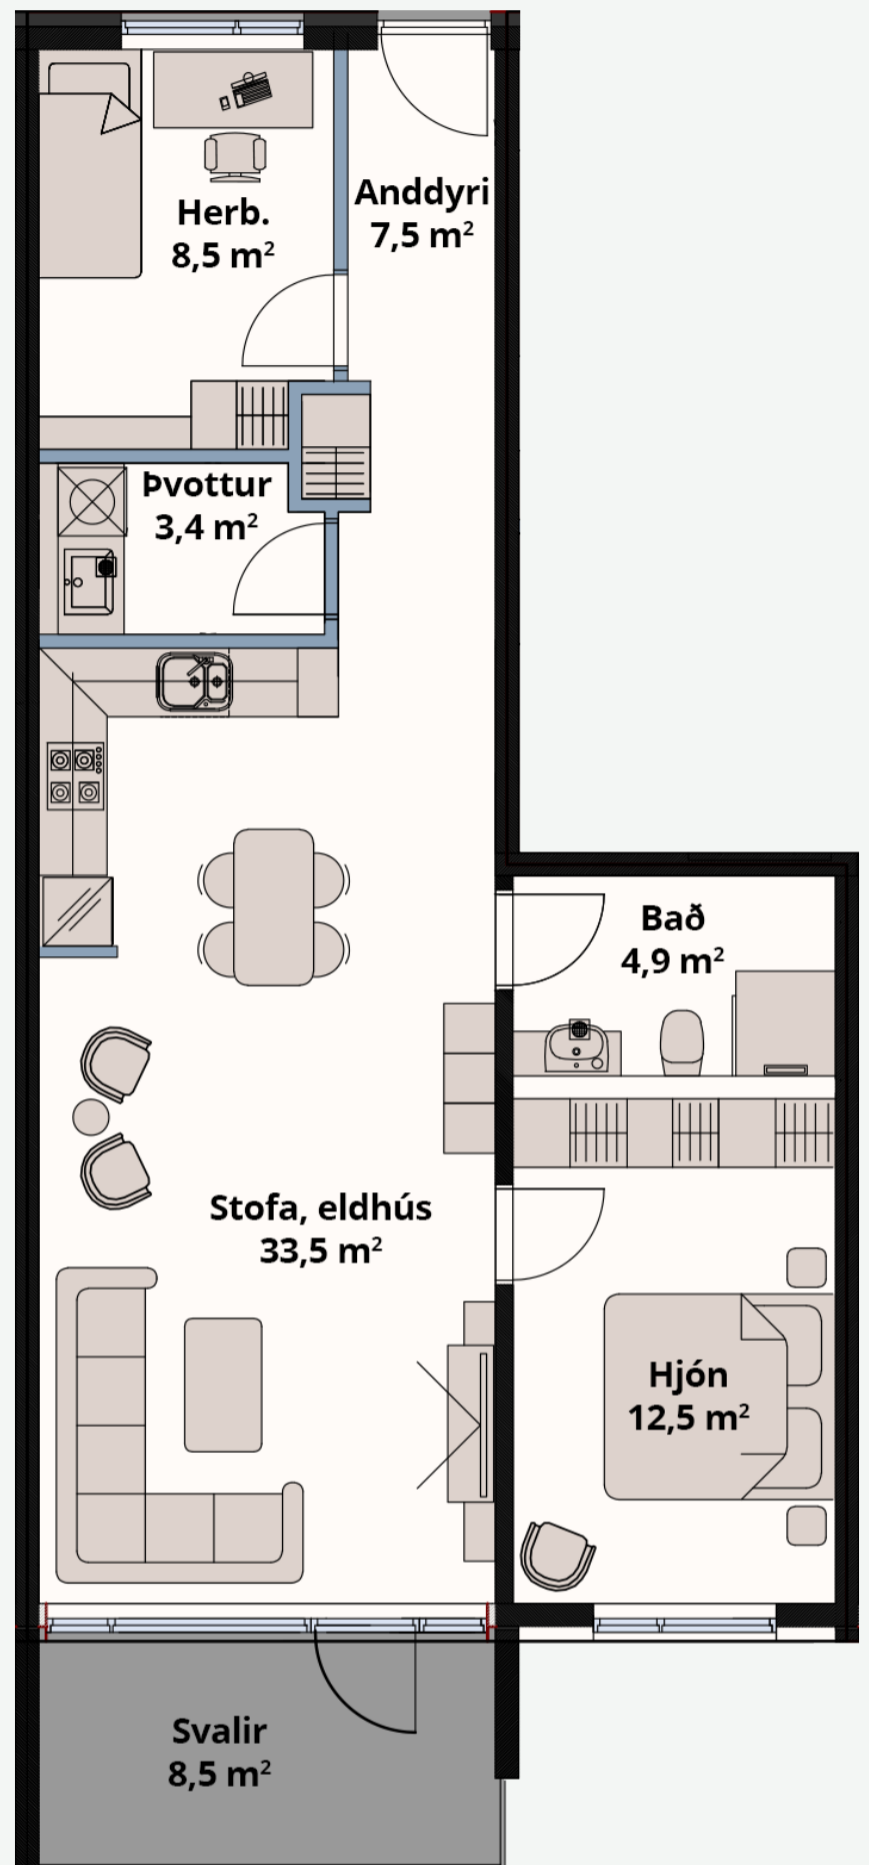 Anddyri
7,5 m²
Herb.
8,5 m²
Þvottur
3,4 m²
Bað
4,9 m²
Stofa, eldhús
33,5 m²
Hjón
12,5 m²
Svalir
8,5 m²